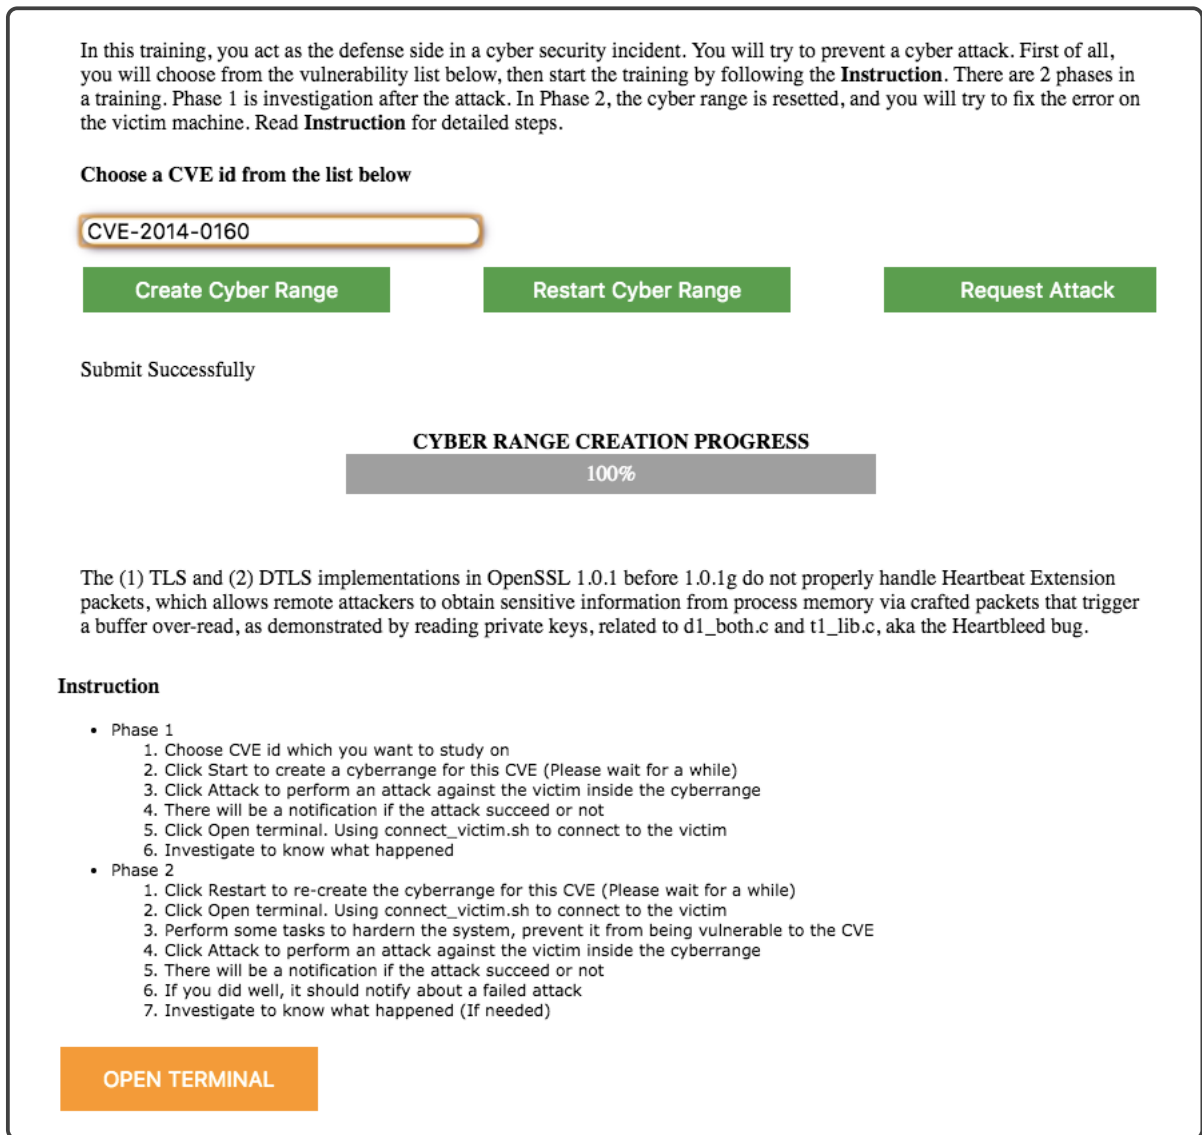 In this training, you act as the defense side in a cyber security incident. You will try to prevent a cyber attack. First of all,
you will choose from the vulnerability list below, then start the training by following the Instruction. There are 2 phases in
a training. Phase 1 is investigation after the attack. In Phase 2, the cyber range is resetted, and you will try to fix the error on
the victim machine. Read Instruction for detailed steps.
Choose a CVE id from the list below
CVE-2014-0160
Create Cyber Range Restart Cyber Range Request Attack
Submit Successfully
CYBER RANGE CREATION PROGRESS
100%
The (1) TLS and (2) DTLS implementations in OpenSSL 1.0.1 before 1.0.1g do not properly handle Heartbeat Extension
packets, which allows remote attackers to obtain sensitive information from process memory via crafted packets that trigger
a buffer over-read, as demonstrated by reading private keys, related to d1_both.c and t1_lib.c, aka the Heartbleed bug.
Instruction
• Phase 1
1. Choose CVE id which you want to study on
2. Click Start to create a cyberrange for this CVE (Please wait for a while)
3. Click Attack to perform an attack against the victim inside the cyberrange
4. There will be a notification if the attack succeed or not
5. Click Open terminal. Using connect_victim.sh to connect to the victim
6. Investigate to know what happened
• Phase 2
1. Click Restart to re-create the cyberrange for this CVE (Please wait for a while)
2. Click Open terminal. Using connect_victim.sh to connect to the victim
3. Perform some tasks to hardern the system, prevent it from being vulnerable to the CVE
4. Click Attack to perform an attack against the victim inside the cyberrange
5. There will be a notification if the attack succeed or not
6. If you did well, it should notify about a failed attack
7. Investigate to know what happened (If needed)
OPEN TERMINAL